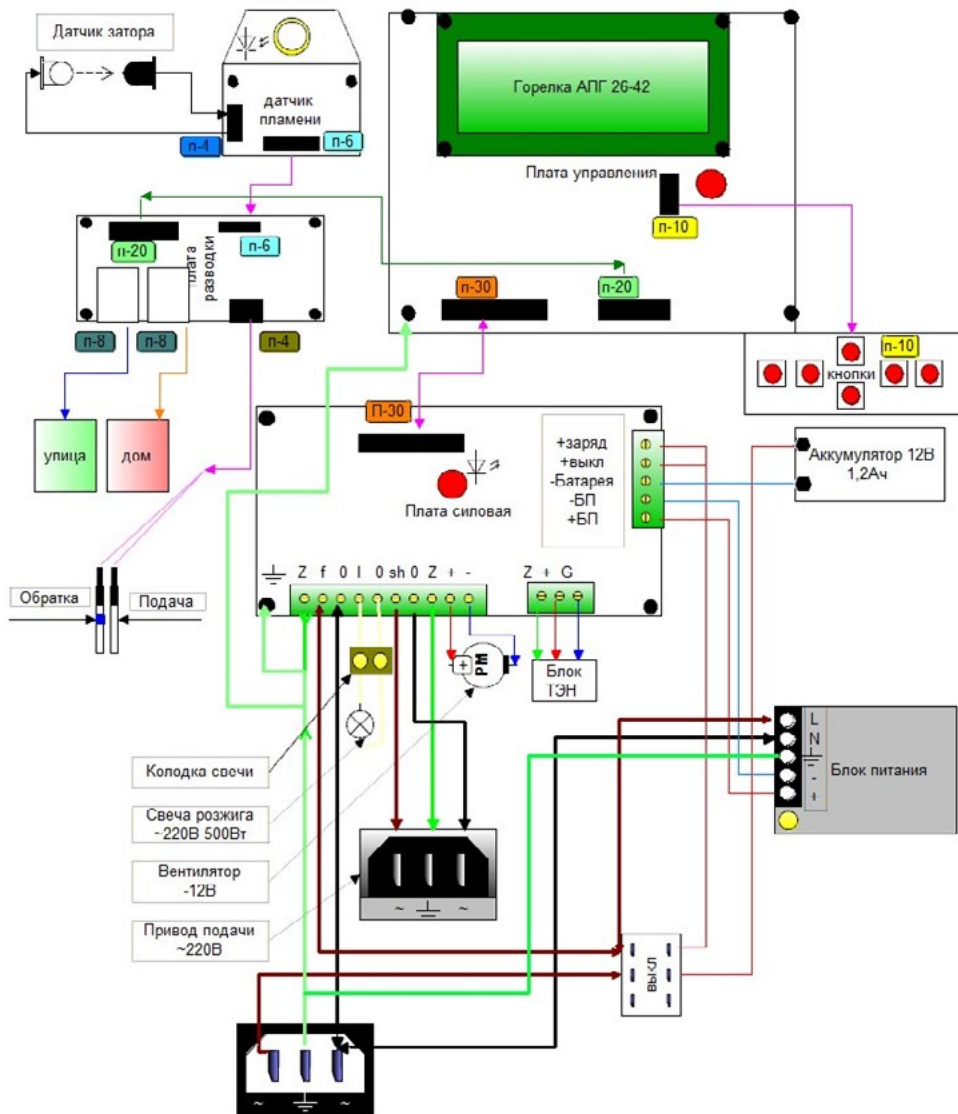 Датчик затора
датчик
пламени
п-4
п-6
Горелка АПГ 26-42
Плата управления
п-10
п-20
п-6
плата
разводки
п-30
п-20
п-8
п-8
п-4
п-10
кнопки
улица
дом
П-30
Плата силовая
+заряд
+выкл
-Батарея
-БП
+БП
Аккумулятор 12В
1,2Ач
Обратка
Подача
Z f 0 l 0 sh 0 Z + -
Z + G
+
РМ
Блок
ТЭН
L
N
-
+
Блок питания
Колодка свечи
Свеча розжига
~220В 500Вт
Вентилятор
-12В
Привод подачи
~220В
~ ~
выкл
~ ~